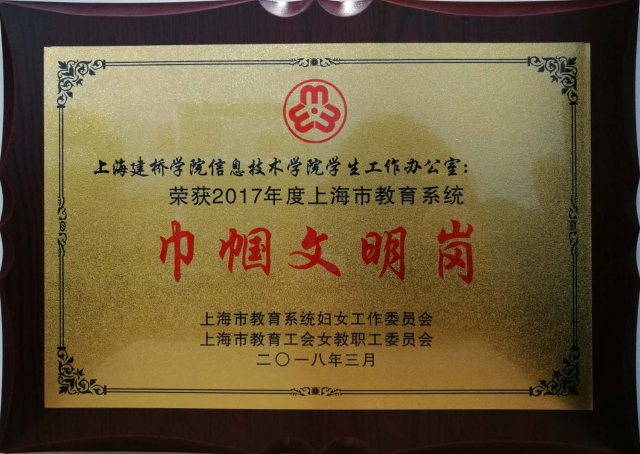 上海建桥学院信息技术学院学生工作办公室：
荣获2017年度上海市教育系统
巾帼文明岗
上海市教育系统妇女工作委员会
上海市教育工会女教职工委员会
二〇一八年三月